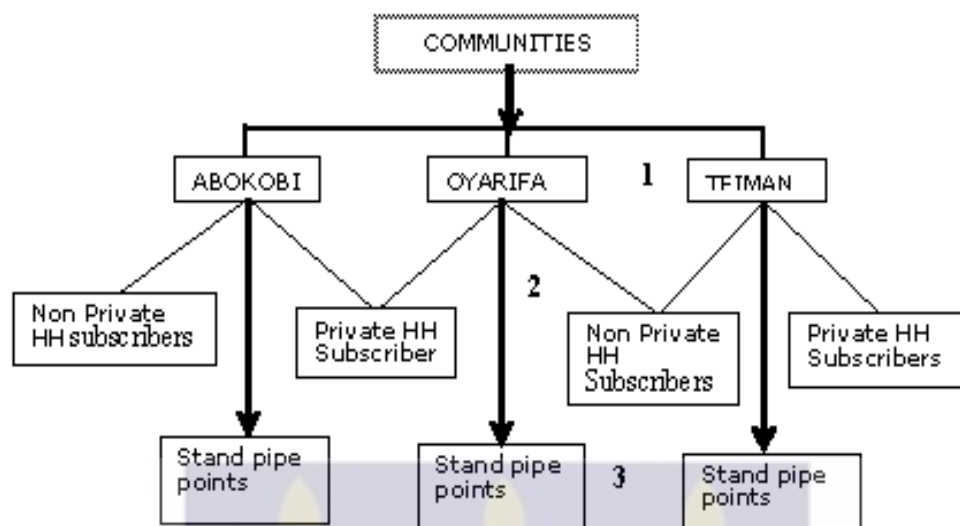 COMMUNITIES
ABOKOBI
OYARIFA
1
TEIMAN
2
Non Private
HH subscribers
Private HH
Subscriber
Non Private
HH
Subscribers
Private HH
Subscribers
Stand pipe
points
Stand pipe
points
3
Stand pipe
points